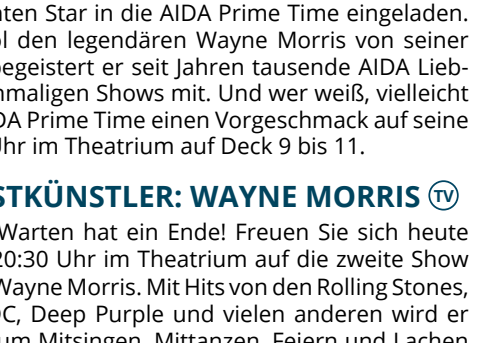 nten Star in die AIDA Prime Time eingeladen.
ol den legendären Wayne Morris von seiner
begeistert er seit Jahren tausende AIDA Lieb-
nmaligen Shows mit. Und wer weiß, vielleicht
DA Prime Time einen Vorgeschmack auf seine
Uhr im Theatrium auf Deck 9 bis 11.
STKÜNSTLER: WAYNE MORRIS TV
Warten hat ein Ende! Freuen Sie sich heute
20:30 Uhr im Theatrium auf die zweite Show
Wayne Morris. Mit Hits von den Rolling Stones,
DC, Deep Purple und vielen anderen wird er
um Mitsingen, Mittanzen, Feiern und Lachen